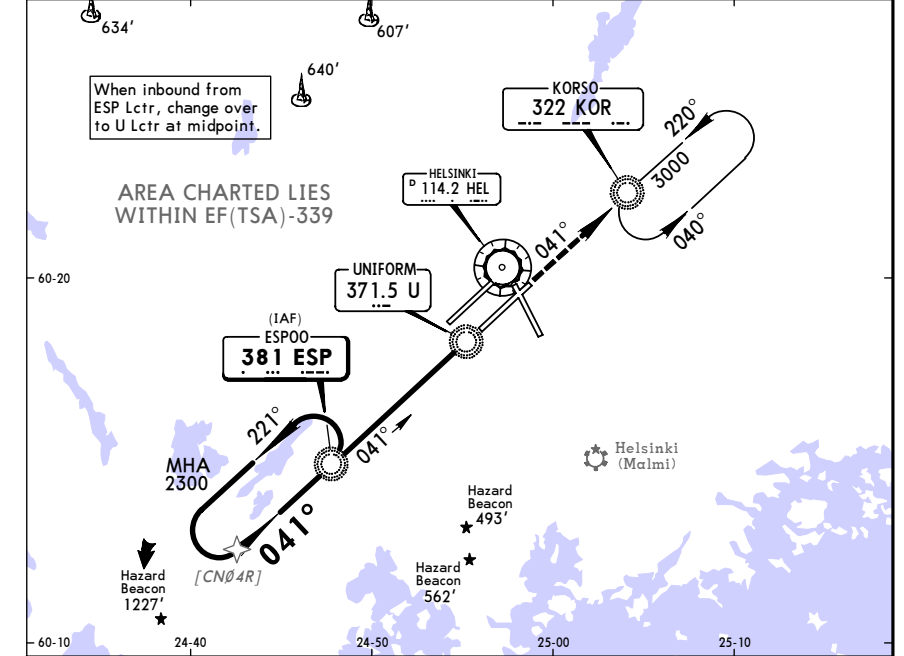 634'
607'
640'
When inbound from
ESP Lctr, change over
to U Lctr at midpoint.
KORSO
322 KOR
220°
3000
040°
AREA CHARTED LIES
WITHIN EF(TSA)-339
HELSINKI
D 114.2 HEL
041°
60-20
UNIFORM
371.5 U
(IAF)
ESPOO
381 ESP
221°
041°
MHA
2300
041°
[CNØ4R]
Helsinki
(Malmi)
Hazard
Beacon
493'
Hazard
Beacon
562'
Hazard
Beacon
1227'
60-10
24-40
24-50
25-00
25-10